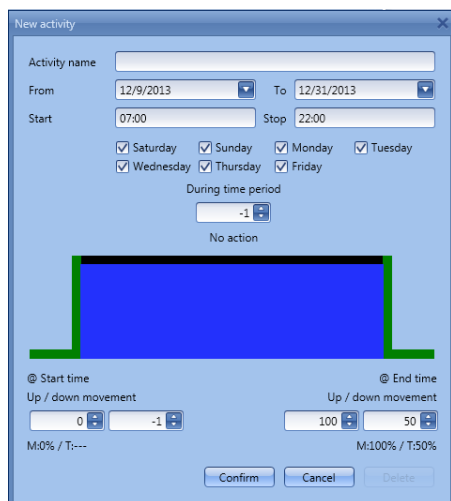 New activity
Activity name
From 12/9/2013 To 12/31/2013
Start 07:00 Stop 22:00
Saturday Sunday Monday Tuesday
Wednesday Thursday Friday
During time period
-1
No action
@ Start time @ End time
Up / down movement Up / down movement
0 -1 100 50
M:0% / T:--- M:100% / T:50%
Confirm Cancel Delete